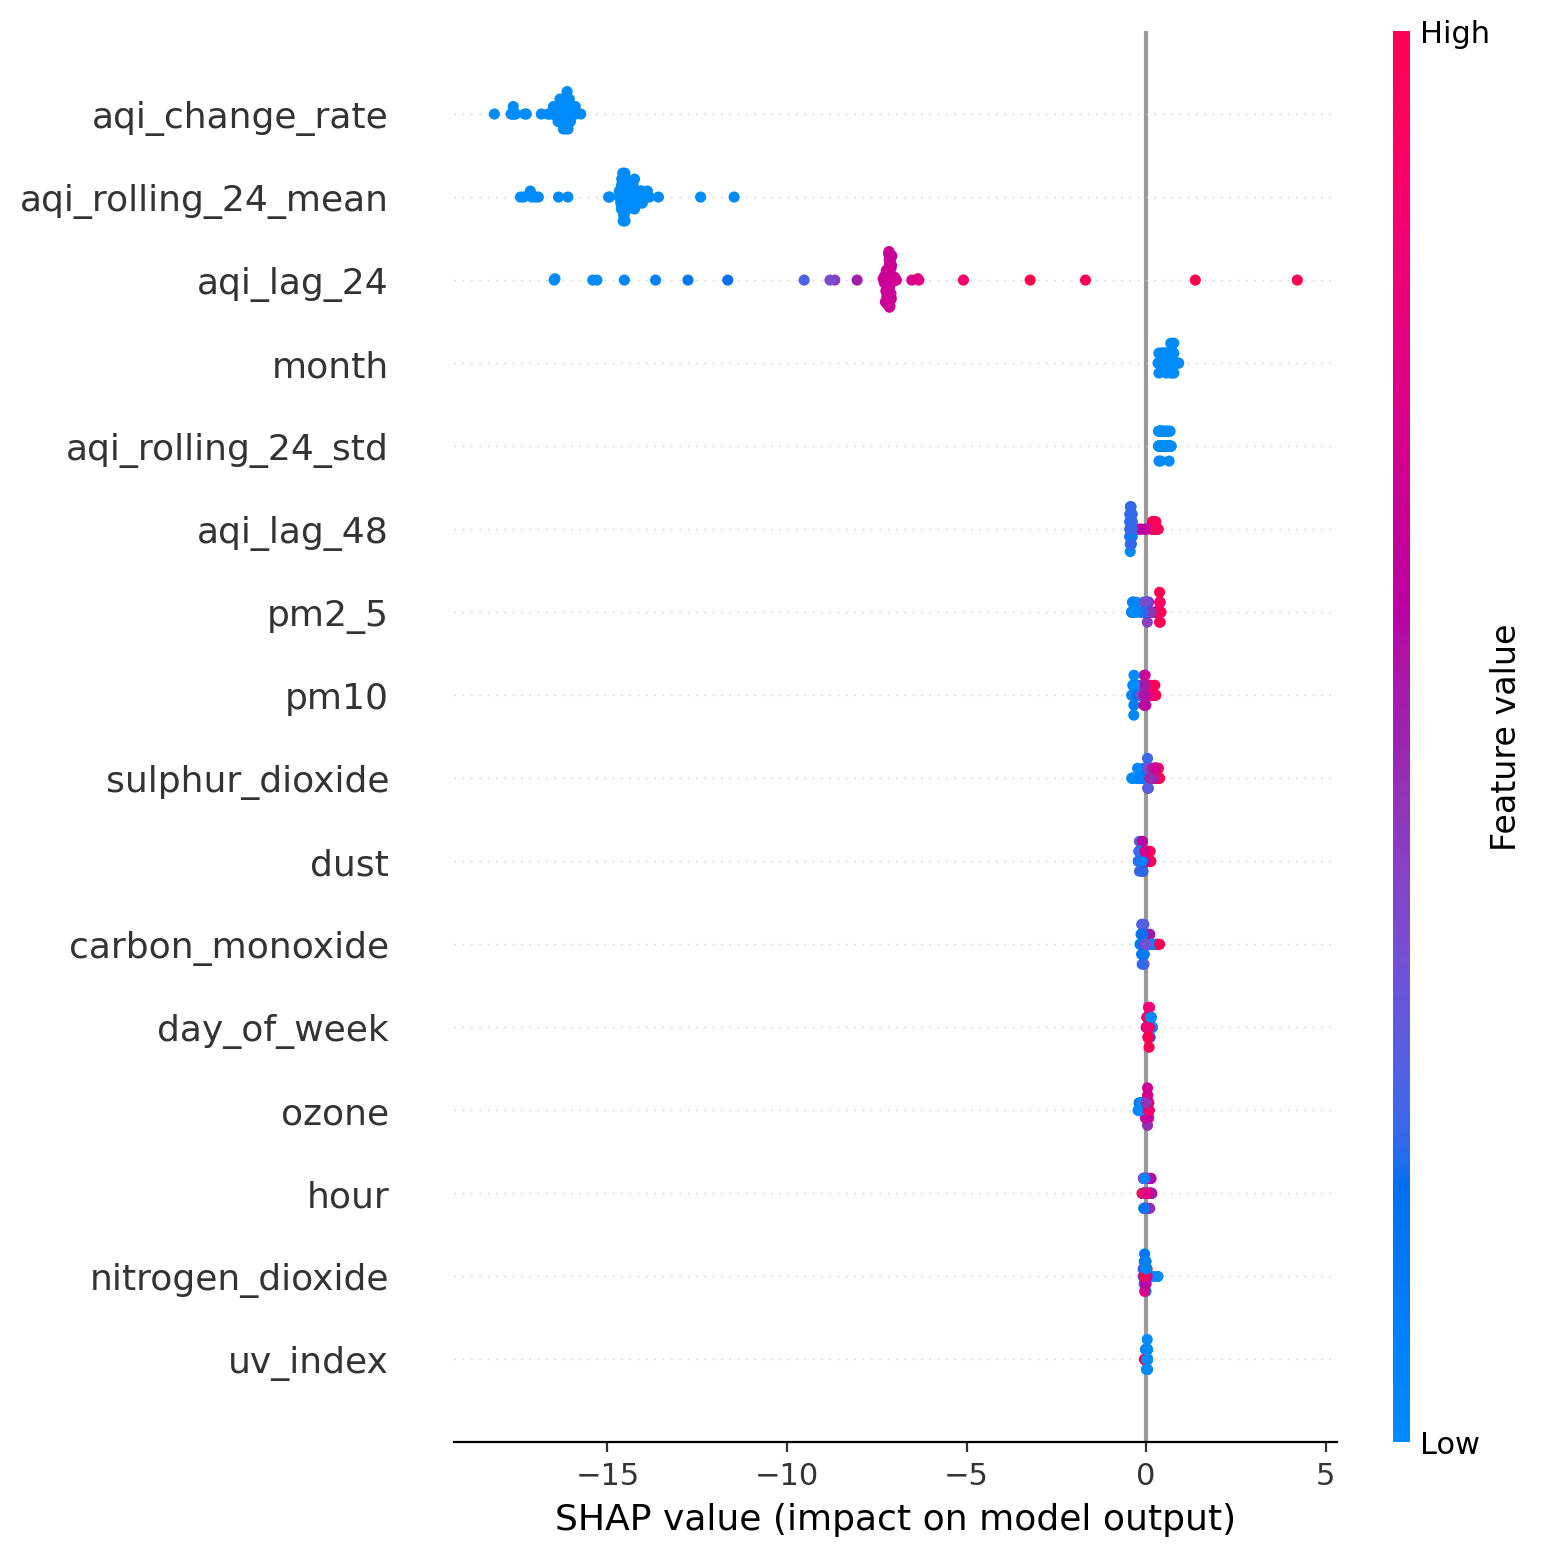 High
aqi_change_rate
aqi_rolling_24_mean
aqi_lag_24
month
aqi_rolling_24_std
aqi_lag_48
pm2_5
pm10
sulphur_dioxide
dust
carbon_monoxide
day_of_week
ozone
hour
nitrogen_dioxide
uv_index
Feature value
Low
−15 −10 −5 0 5
SHAP value (impact on model output)